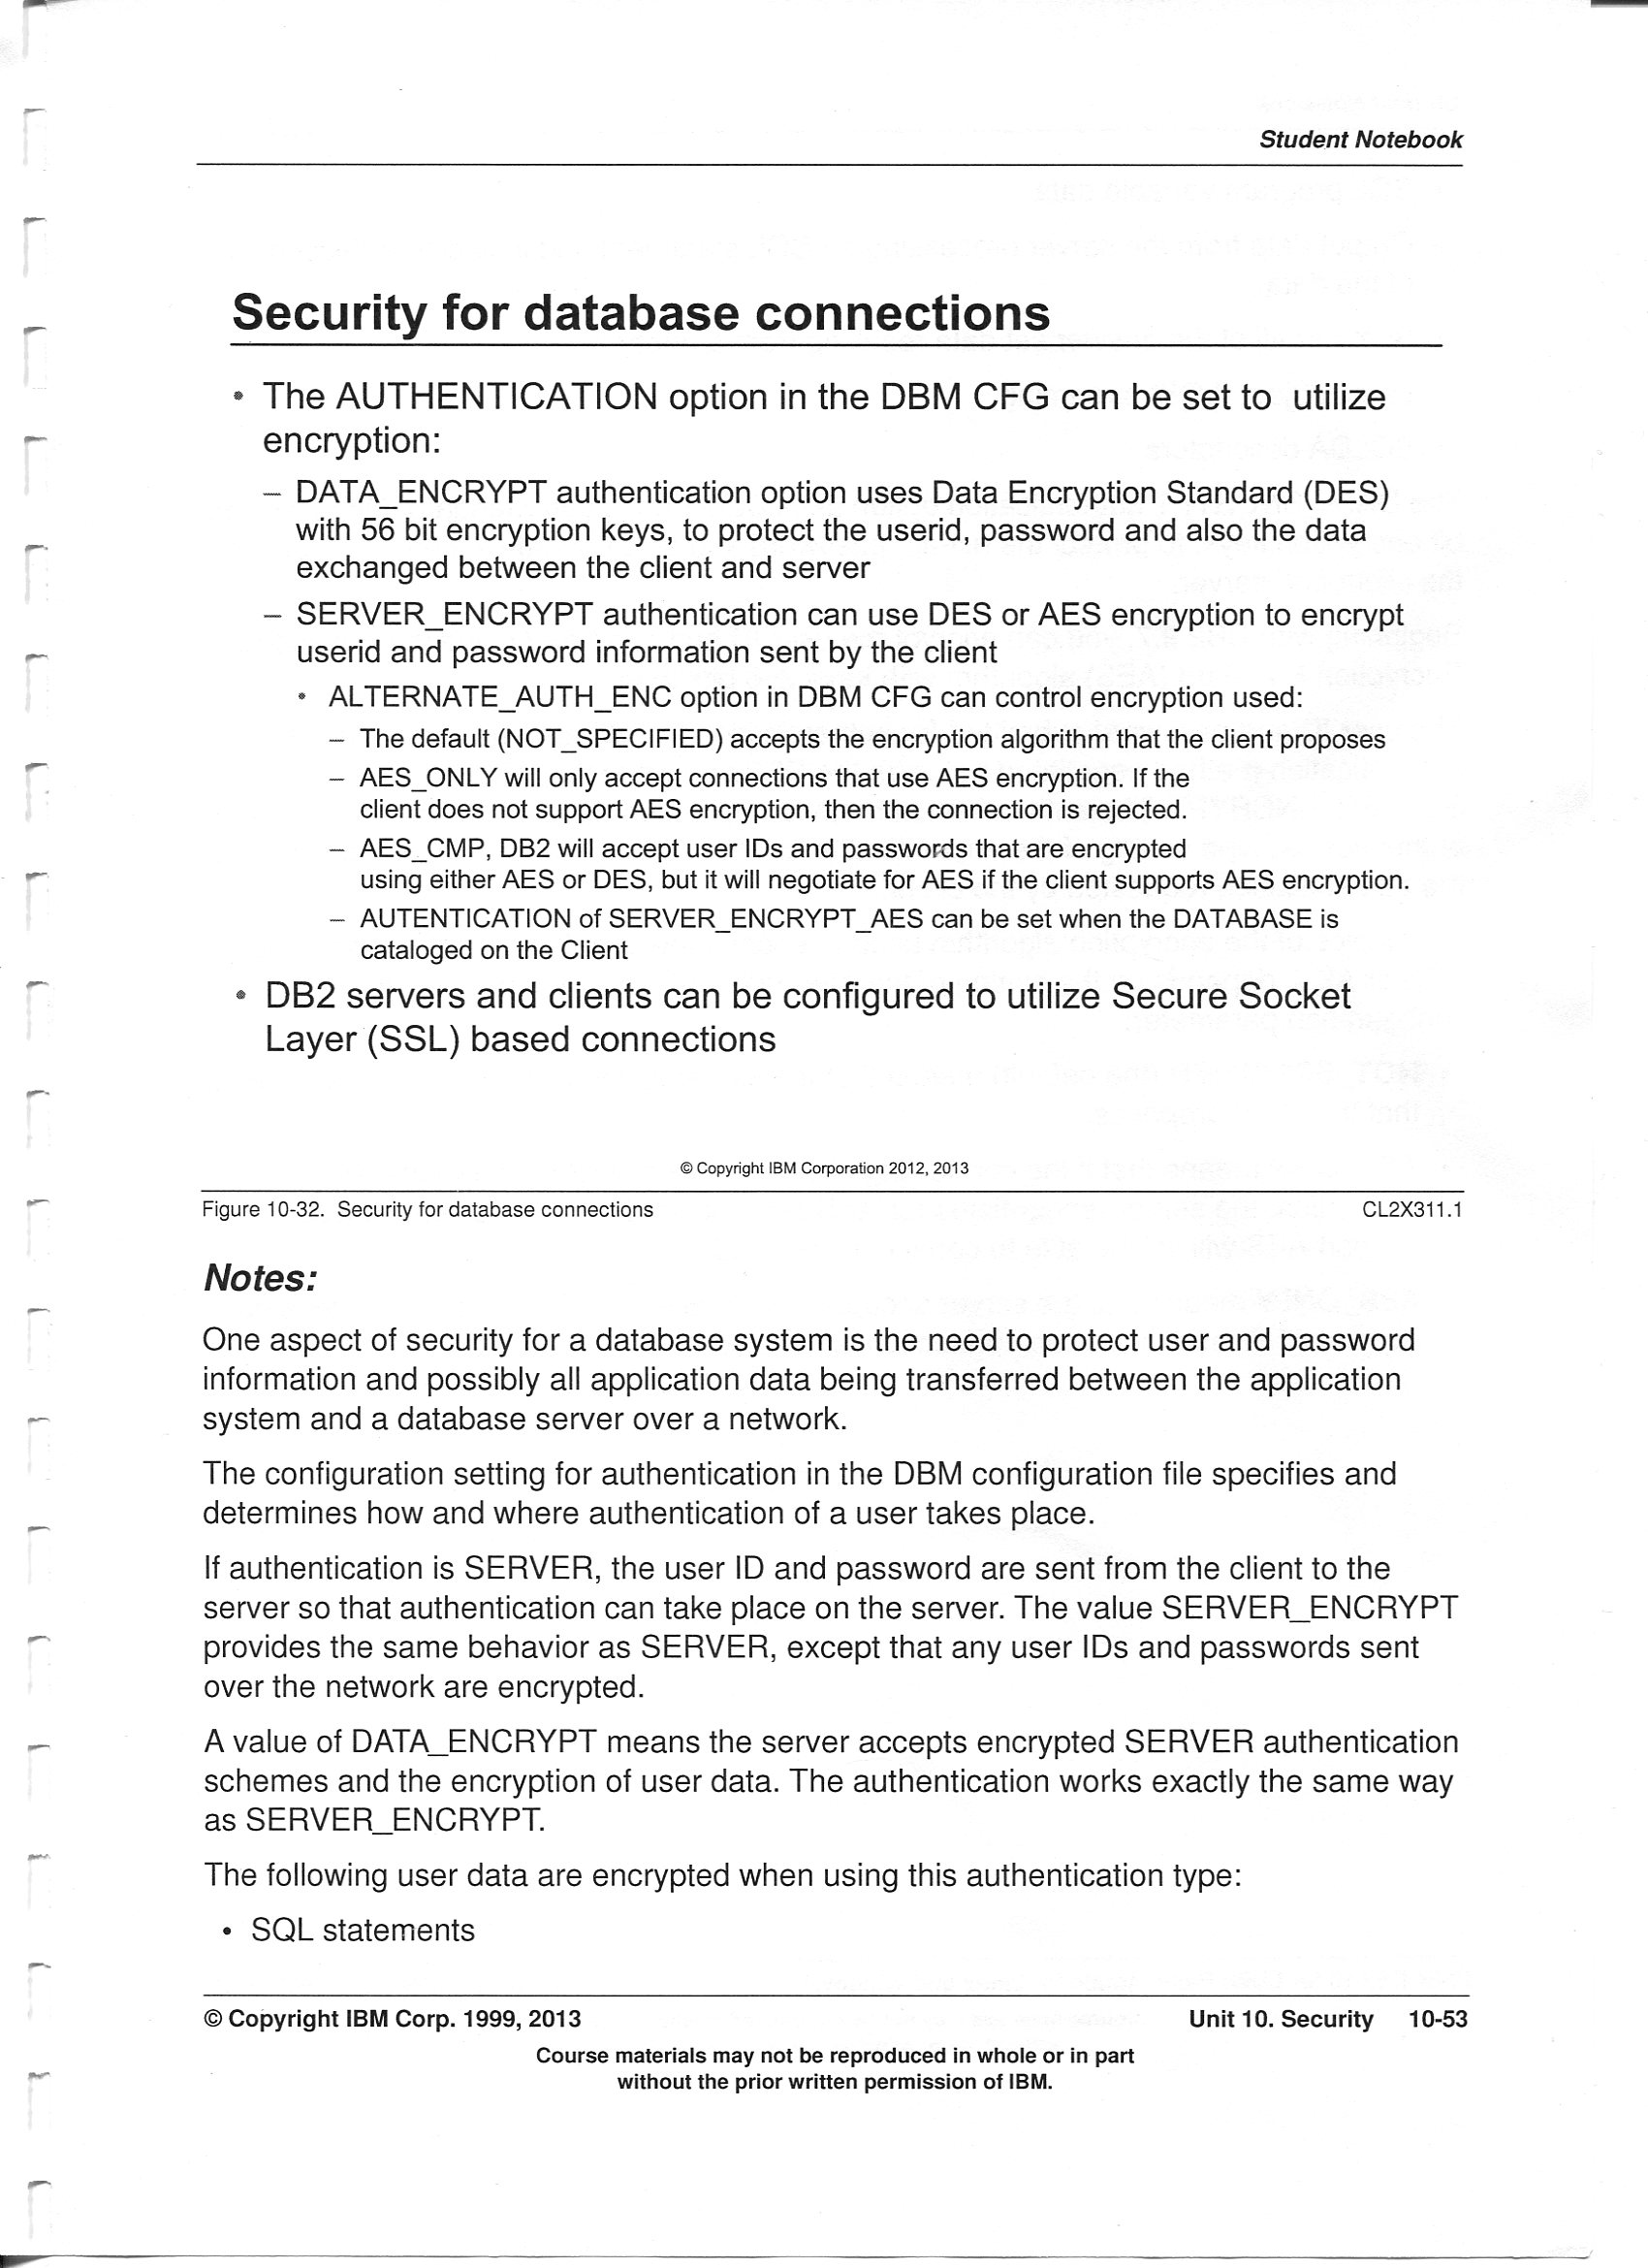 Student Notebook
Security for database connections
• The AUTHENTICATION option in the DBM CFG can be set to utilize
encryption:
– DATA_ENCRYPT authentication option uses Data Encryption Standard (DES)
with 56 bit encryption keys, to protect the userid, password and also the data
exchanged between the client and server
– SERVER_ENCRYPT authentication can use DES or AES encryption to encrypt
userid and password information sent by the client
• ALTERNATE_AUTH_ENC option in DBM CFG can control encryption used:
– The default (NOT_SPECIFIED) accepts the encryption algorithm that the client proposes
– AES_ONLY will only accept connections that use AES encryption. If the
client does not support AES encryption, then the connection is rejected.
– AES_CMP, DB2 will accept user IDs and passwords that are encrypted
using either AES or DES, but it will negotiate for AES if the client supports AES encryption.
– AUTENTICATION of SERVER_ENCRYPT_AES can be set when the DATABASE is
cataloged on the Client
• DB2 servers and clients can be configured to utilize Secure Socket
Layer (SSL) based connections
© Copyright IBM Corporation 2012, 2013
Figure 10-32. Security for database connections CL2X311.1
Notes:
One aspect of security for a database system is the need to protect user and password
information and possibly all application data being transferred between the application
system and a database server over a network.
The configuration setting for authentication in the DBM configuration file specifies and
determines how and where authentication of a user takes place.
If authentication is SERVER, the user ID and password are sent from the client to the
server so that authentication can take place on the server. The value SERVER_ENCRYPT
provides the same behavior as SERVER, except that any user IDs and passwords sent
over the network are encrypted.
A value of DATA_ENCRYPT means the server accepts encrypted SERVER authentication
schemes and the encryption of user data. The authentication works exactly the same way
as SERVER_ENCRYPT.
The following user data are encrypted when using this authentication type:
• SQL statements
© Copyright IBM Corp. 1999, 2013 Unit 10. Security 10-53
Course materials may not be reproduced in whole or in part
without the prior written permission of IBM.